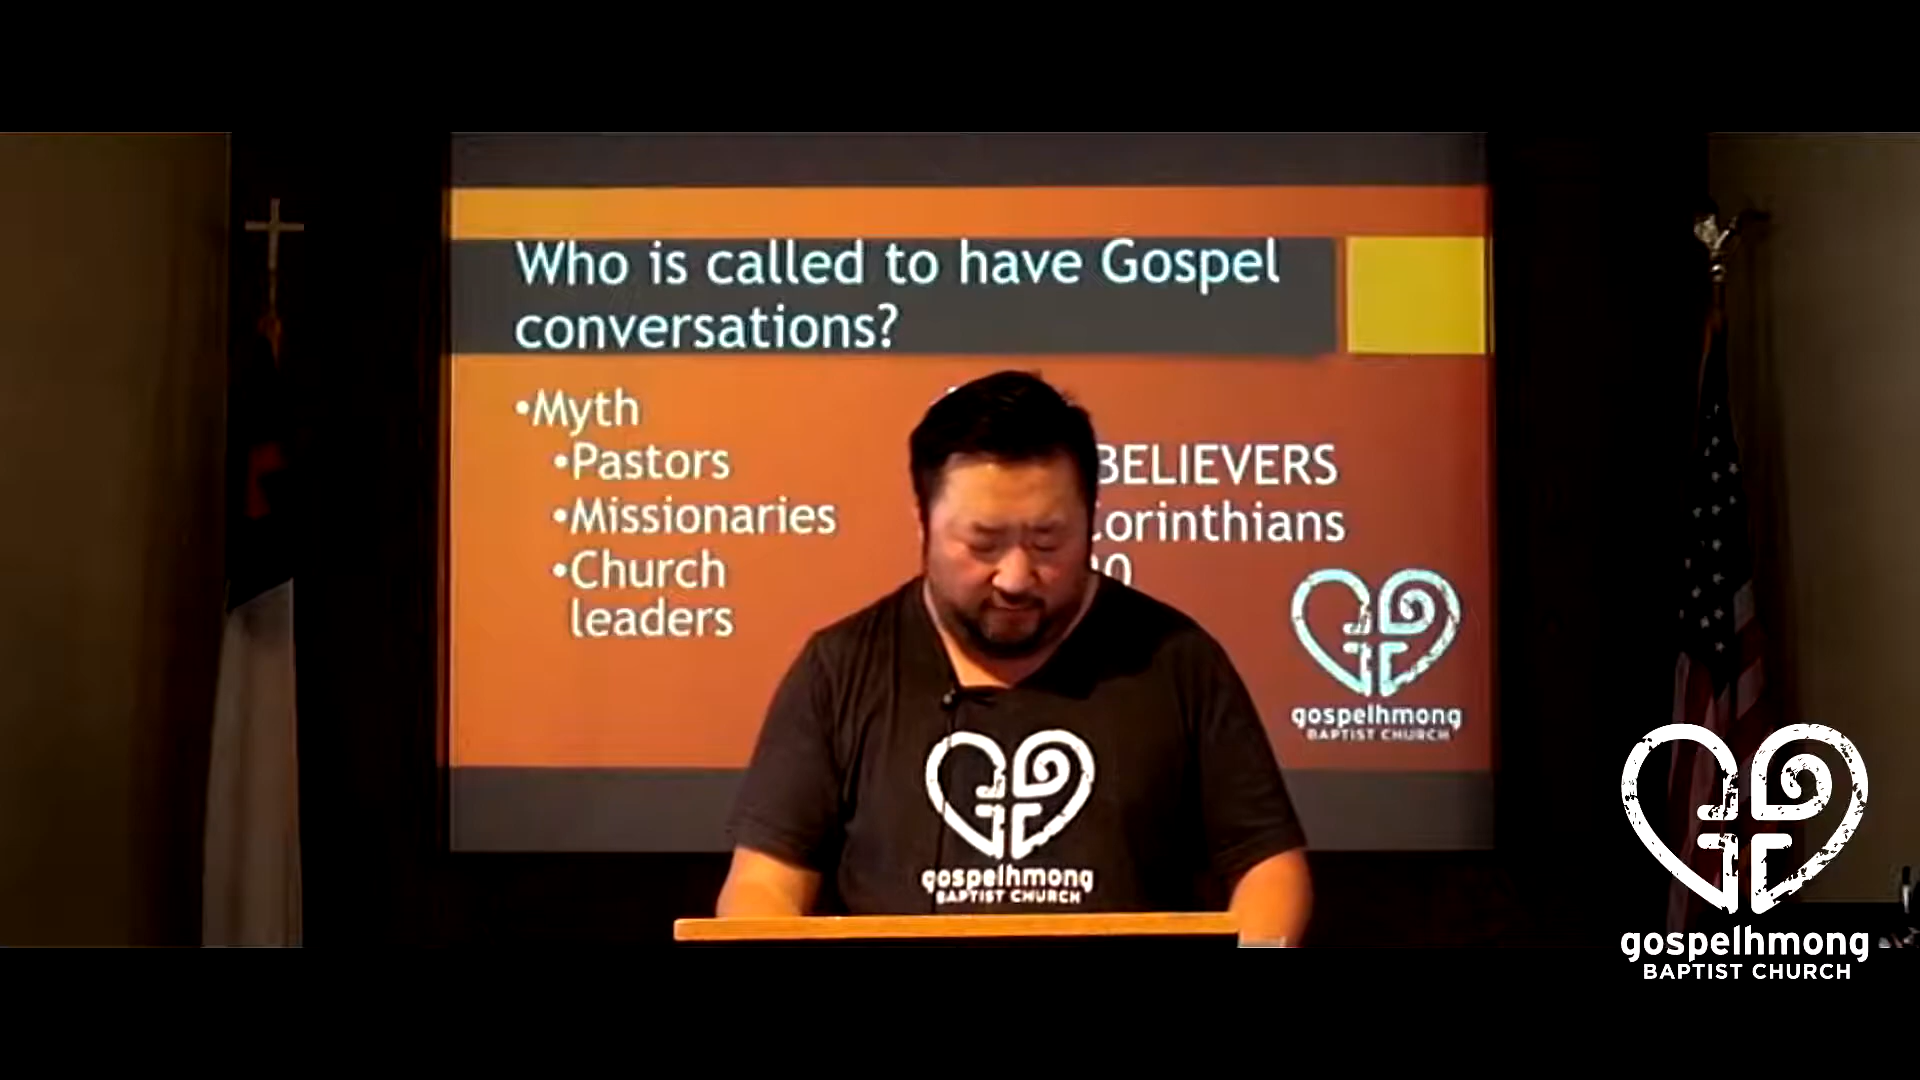 Who is called to have Gospel
conversations?
•Myth
•Pastors
•Missionaries
•Church
leaders
BELIEVERS
orinthians
gospelhmong
BAPTIST CHURCH
gospelhmong
BAPTIST CHURCH
gospelhmong
BAPTIST CHURCH